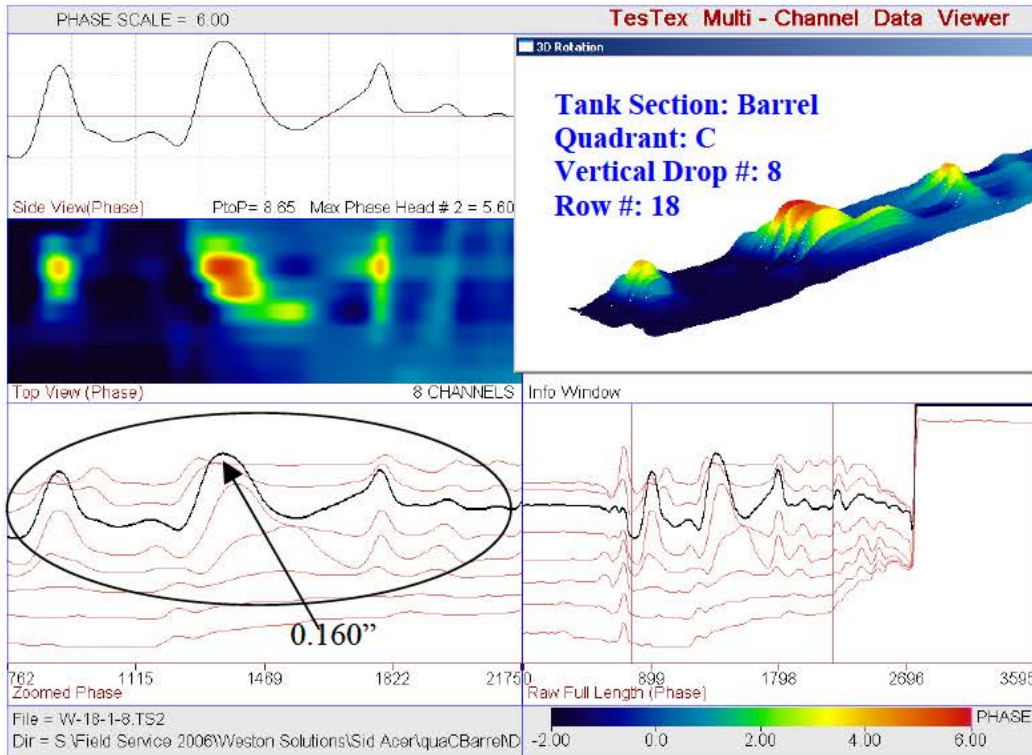 PHASE SCALE = 6.00
TesTex Multi - Channel Data Viewer
3D Rotation
Tank Section: Barrel
Quadrant: C
Vertical Drop #: 8
Row #: 18
Side View(Phase) PtoP= 8.65 Max Phase Head # 2 = 5.60
Top View (Phase) 8 CHANNELS
Info Window
0.160”
762 1115 1469 1822 2175
Zoomed Phase
0 899 1798 2696 3595
Raw Full Length (Phase)
File = W-16-1-8.TS2
Dir = S:\Field Service 2006\Weston Solutions\Sid Acer\quaCBarrel\D
PHASE
-2.00 0.0 2.00 4.00 6.00